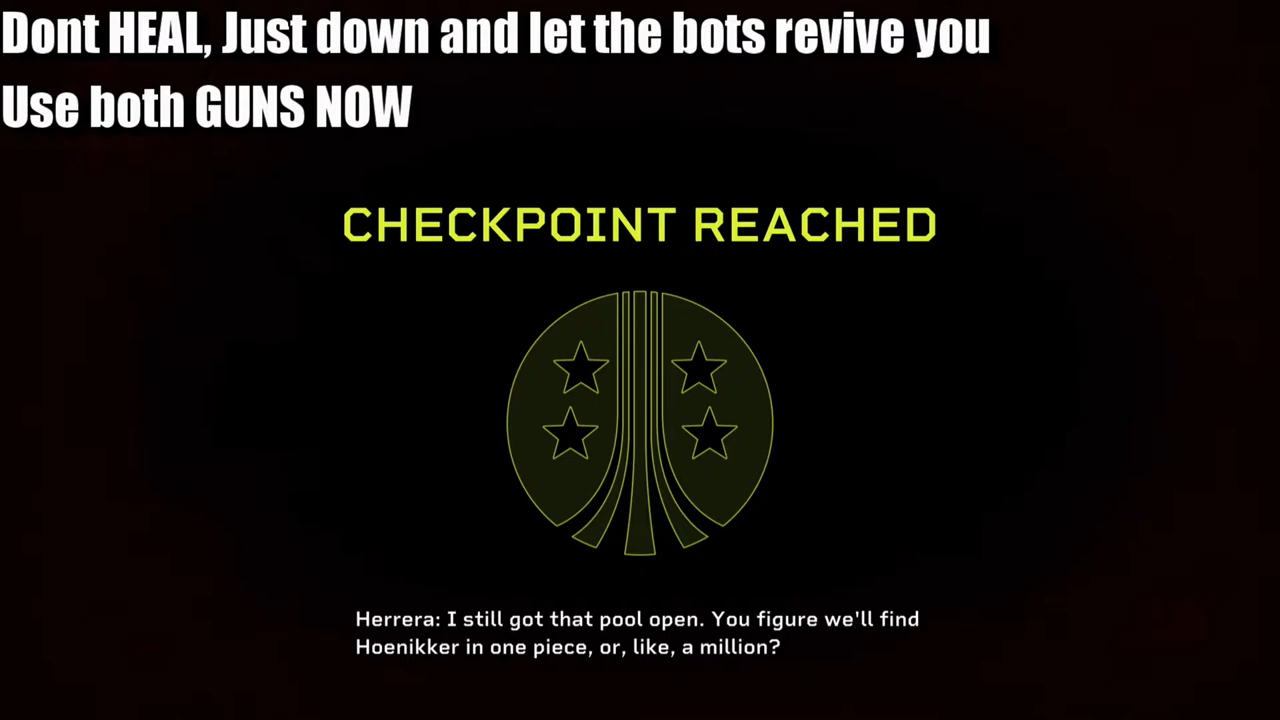 Dont HEAL, Just down and let the bots revive you
Use both GUNS NOW
CHECKPOINT REACHED
Herrera: I still got that pool open. You figure we'll find
Hoenikker in one piece, or, like, a million?